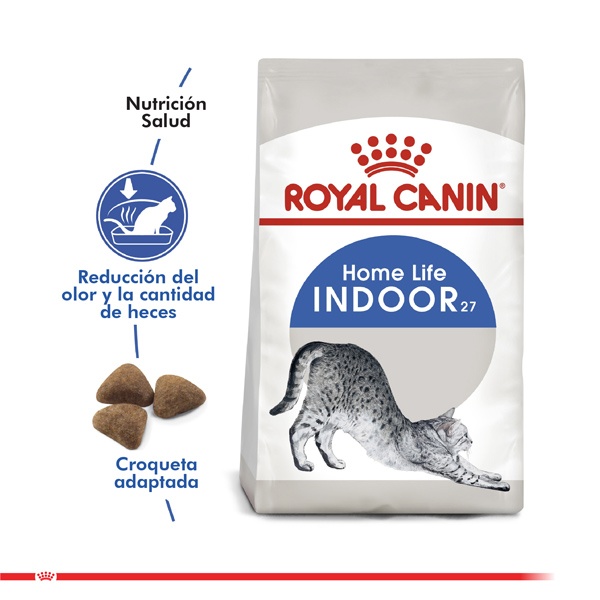 Nutrición
Salud
Reducción del
olor y la cantidad
de heces
Croqueta
adaptada
ROYAL CANIN®
Home Life
INDOOR 27